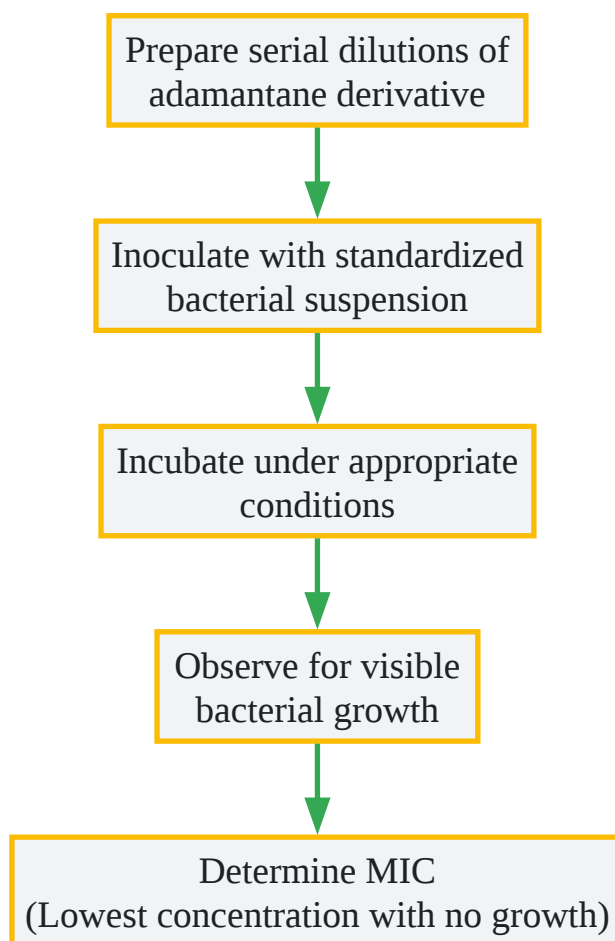 Prepare serial dilutions of
adamantane derivative
Inoculate with standardized
bacterial suspension
Incubate under appropriate
conditions
Observe for visible
bacterial growth
Determine MIC
(Lowest concentration with no growth)